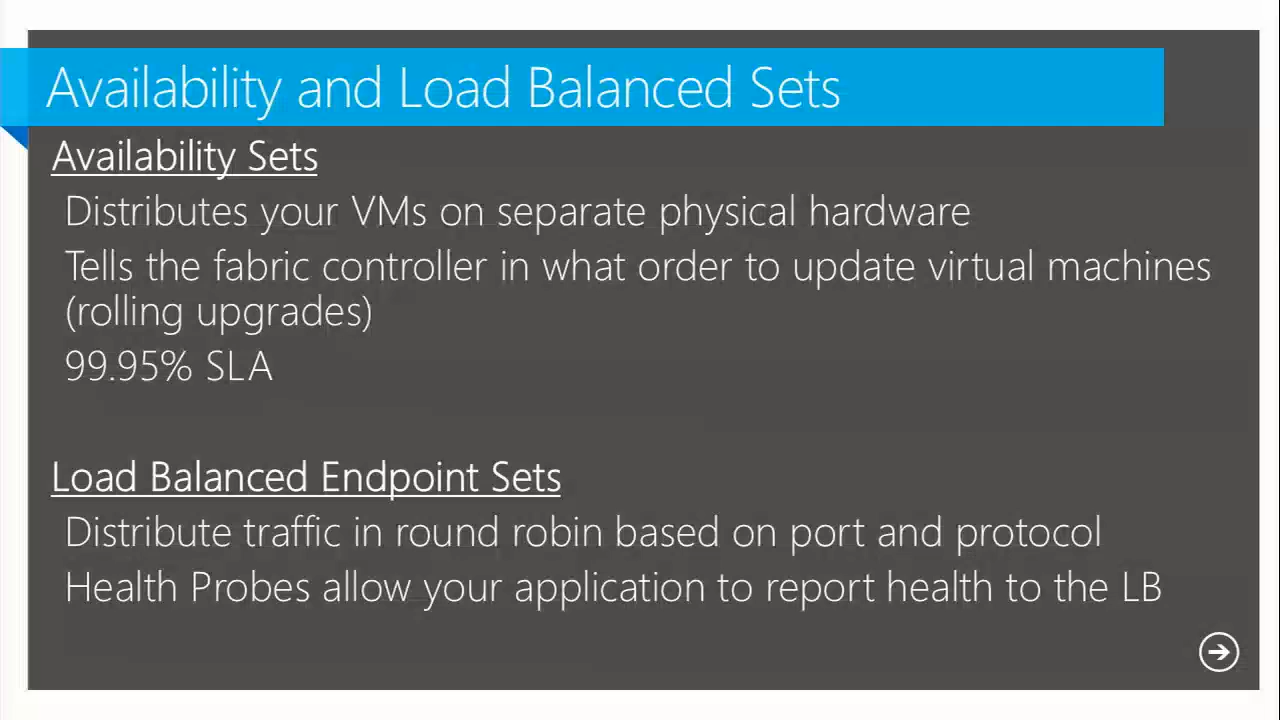 Availability and Load Balanced Sets
Availability Sets
Distributes your VMs on separate physical hardware
Tells the fabric controller in what order to update virtual machines
(rolling upgrades)
99.95% SLA
Load Balanced Endpoint Sets
Distribute traffic in round robin based on port and protocol
Health Probes allow your application to report health to the LB